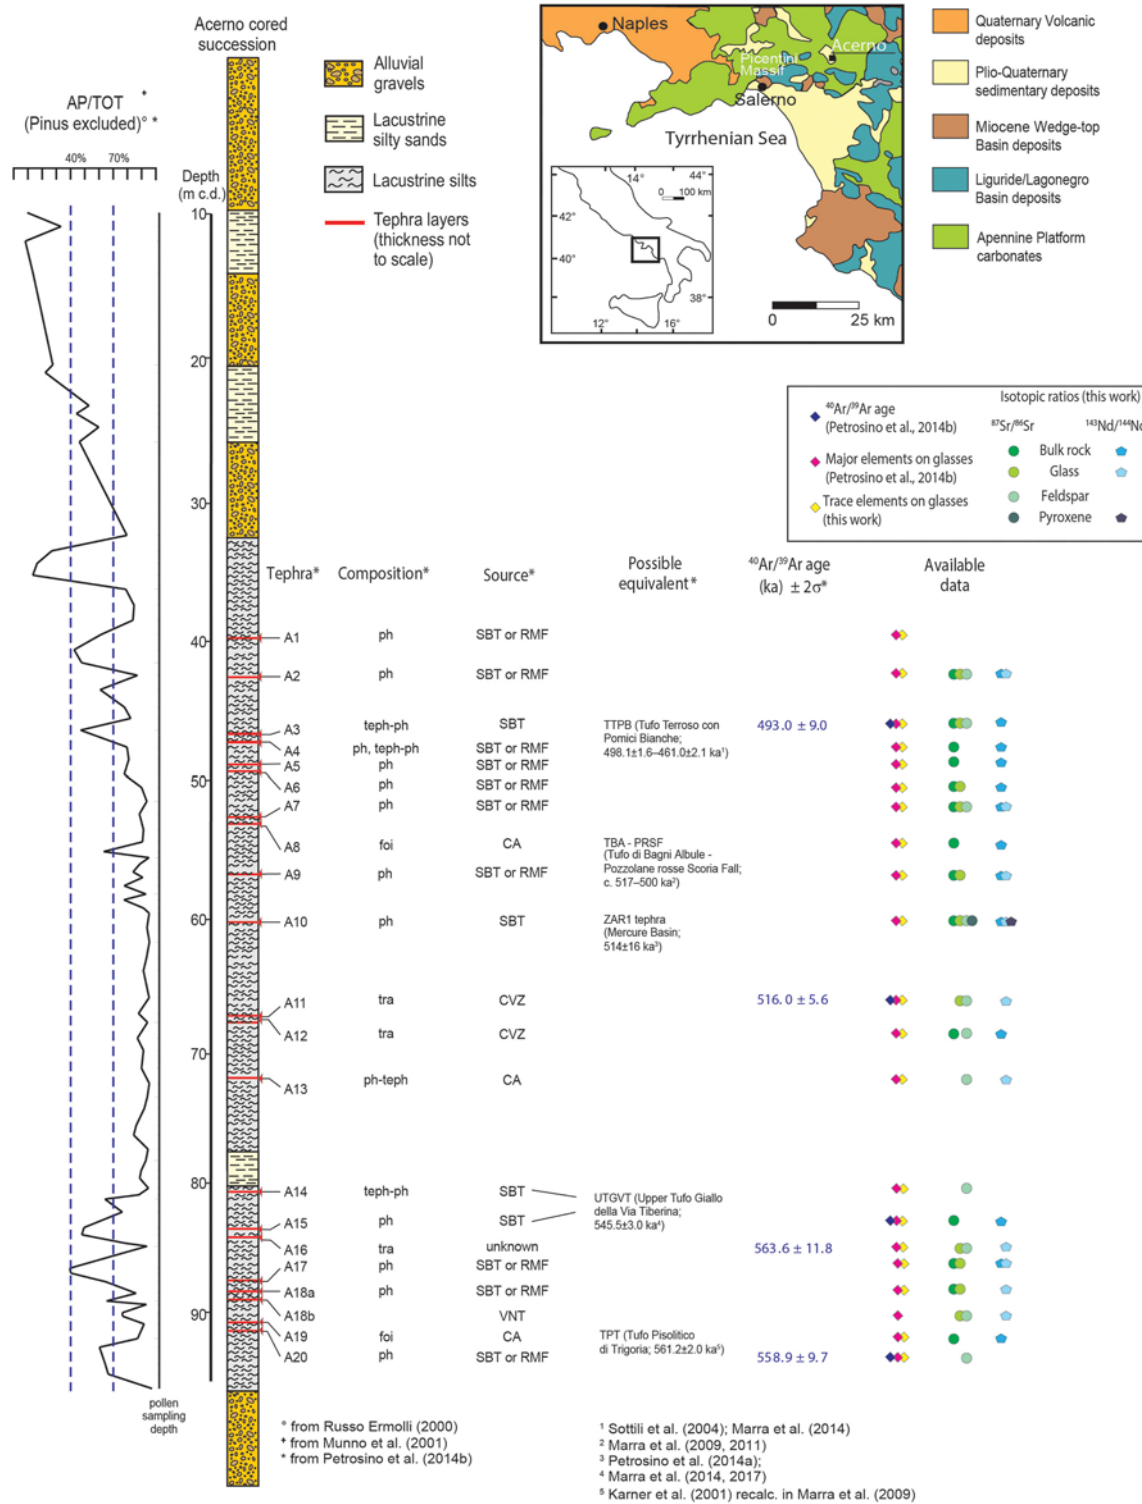 Acerno cored
succession
AP/TOT +
(Pinus excluded)° *
40% 70%
Depth
(m c.d.)
10
20
30
40
50
60
70
80
90
pollen
sampling
depth
Alluvial
gravels
Lacustrine
silty sands
Lacustrine silts
Tephra layers
(thickness not
to scale)
Naples
Acerno
Picentini
Massif
Salerno
Tyrrhenian Sea
14° 44°
0 100 km
42°
40°
38°
12° 16°
0 25 km
Quaternary Volcanic
deposits
Plio-Quaternary
sedimentary deposits
Miocene Wedge-top
Basin deposits
Liguride/Lagonegro
Basin deposits
Apennine Platform
carbonates
⁴⁰Ar/³⁹Ar age
(Petrosino et al., 2014b)
Major elements on glasses
(Petrosino et al., 2014b)
Trace elements on glasses
(this work)
Isotopic ratios (this work)
⁸⁷Sr/⁸⁶Sr ¹⁴³Nd/¹⁴⁴Nd
Bulk rock
Glass
Feldspar
Pyroxene
Tephra* Composition* Source* Possible equivalent* ⁴⁰Ar/³⁹Ar age (ka) ± 2σ* Available data
A1 ph SBT or RMF
A2 ph SBT or RMF
A3 teph-ph SBT TTPB (Tufo Terroso con 493.0 ± 9.0
Pomici Bianche;
A4 ph, teph-ph SBT or RMF 498.1±1.6–461.0±2.1 ka¹)
A5 ph SBT or RMF
A6 ph SBT or RMF
A7 ph SBT or RMF
A8 foi CA TBA - PRSF
(Tufo di Bagni Albule -
Pozzolane rosse Scoria Fall;
A9 ph SBT or RMF c. 517–500 ka²)
A10 ph SBT ZAR1 tephra
(Mercure Basin;
514±16 ka³)
A11 tra CVZ 516. 0 ± 5.6
A12 tra CVZ
A13 ph-teph CA
A14 teph-ph SBT UTGVT (Upper Tufo Giallo
della Via Tiberina;
A15 ph SBT 545.5±3.0 ka⁴)
A16 tra unknown 563.6 ± 11.8
A17 ph SBT or RMF
A18a ph SBT or RMF
A18b VNT
A19 foi CA TPT (Tufo Pisolitico
di Trigoria; 561.2±2.0 ka⁵)
A20 ph SBT or RMF 558.9 ± 9.7
° from Russo Ermolli (2000)
+ from Munno et al. (2001)
* from Petrosino et al. (2014b)
¹ Sottili et al. (2004); Marra et al. (2014)
² Marra et al. (2009, 2011)
³ Petrosino et al. (2014a);
⁴ Marra et al. (2014, 2017)
⁵ Karner et al. (2001) recalc. in Marra et al. (2009)